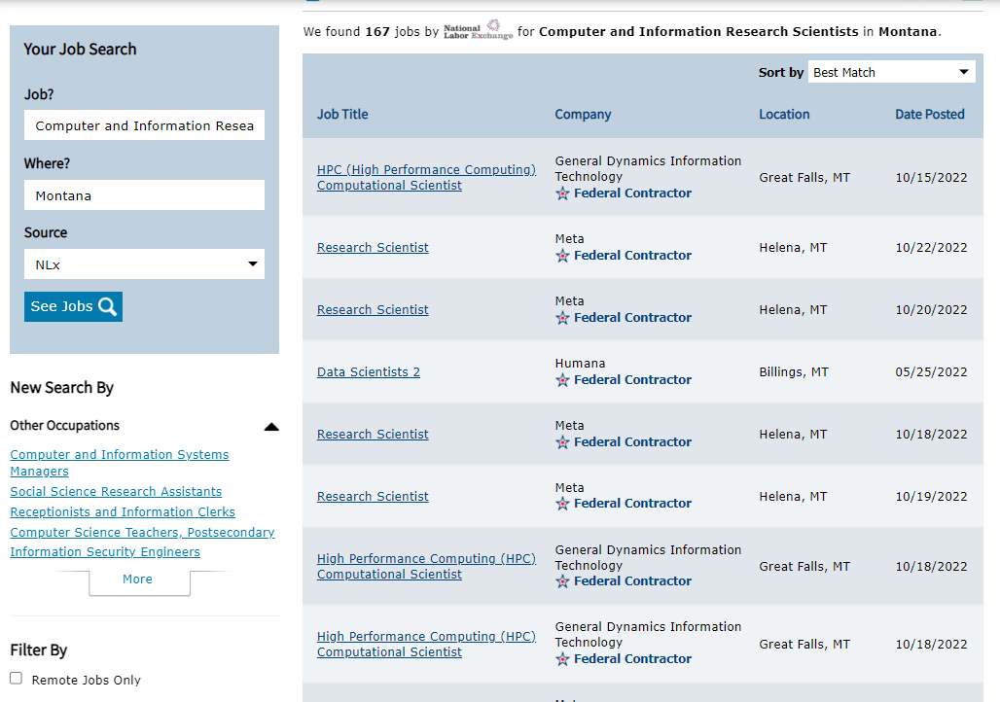 We found 167 jobs by National Labor Exchange for Computer and Information Research Scientists in Montana.
Your Job Search
Job?
Computer and Information Resea
Where?
Montana
Source
NLx
See Jobs
New Search By
Other Occupations
Computer and Information Systems
Managers
Social Science Research Assistants
Receptionists and Information Clerks
Computer Science Teachers, Postsecondary
Information Security Engineers
More
Filter By
Remote Jobs Only
Sort by Best Match
Job Title Company Location Date Posted
HPC (High Performance Computing)
Computational Scientist
General Dynamics Information
Technology
Federal Contractor
Great Falls, MT
10/15/2022
Research Scientist
Meta
Federal Contractor
Helena, MT
10/22/2022
Research Scientist
Meta
Federal Contractor
Helena, MT
10/20/2022
Data Scientists 2
Humana
Federal Contractor
Billings, MT
05/25/2022
Research Scientist
Meta
Federal Contractor
Helena, MT
10/18/2022
Research Scientist
Meta
Federal Contractor
Helena, MT
10/19/2022
High Performance Computing (HPC)
Computational Scientist
General Dynamics Information
Technology
Federal Contractor
Great Falls, MT
10/18/2022
High Performance Computing (HPC)
Computational Scientist
General Dynamics Information
Technology
Federal Contractor
Great Falls, MT
10/18/2022